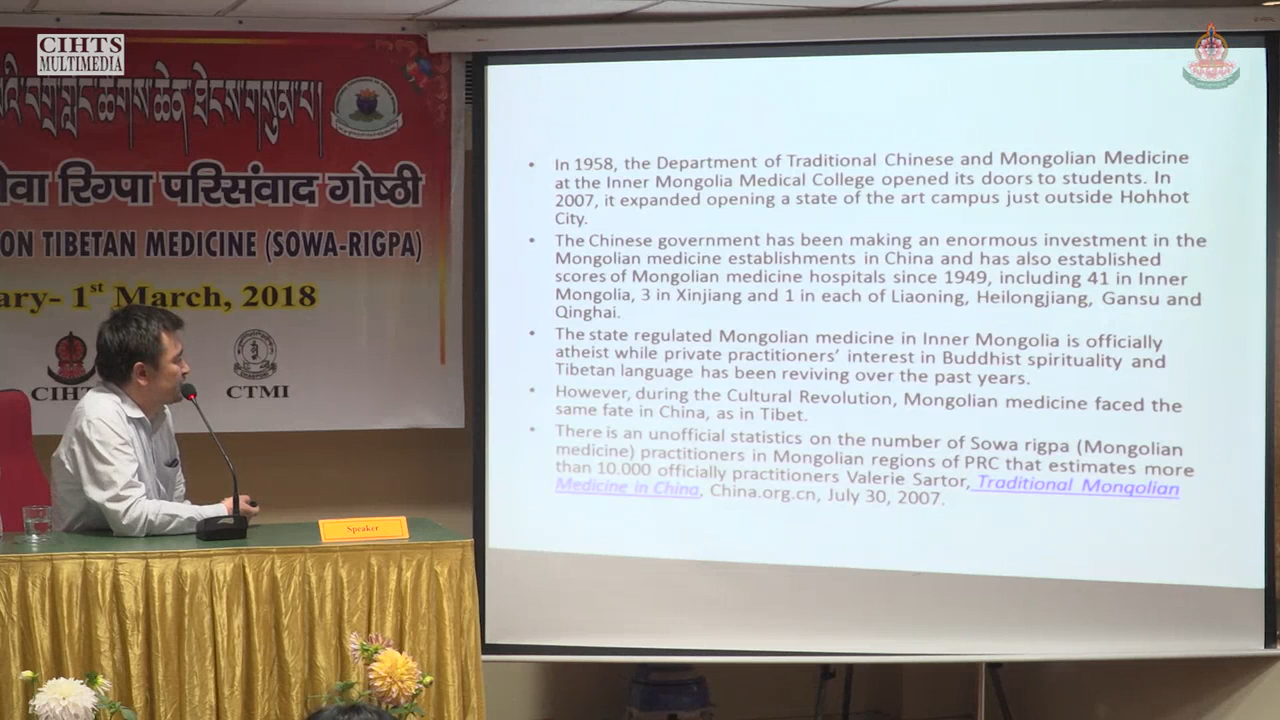 CIHTS
MULTIMEDIA
རིག་པའི་བགྲོ་གླེང་ཚོགས་ཆེན་ཐེངས་གསུམ་པ།
सोवा रिग्पा परिसंवाद गोष्ठी
ON TIBETAN MEDICINE (SOWA-RIGPA)
ary- 1st March, 2018
CIHT
CTMI
Speaker
• In 1958, the Department of Traditional Chinese and Mongolian Medicine
at the Inner Mongolia Medical College opened its doors to students. In
2007, it expanded opening a state of the art campus just outside Hohhot
City.
• The Chinese government has been making an enormous investment in the
Mongolian medicine establishments in China and has also established
scores of Mongolian medicine hospitals since 1949, including 41 in Inner
Mongolia, 3 in Xinjiang and 1 in each of Liaoning, Heilongjiang, Gansu and
Qinghai.
• The state regulated Mongolian medicine in Inner Mongolia is officially
atheist while private practitioners' interest in Buddhist spirituality and
Tibetan language has been reviving over the past years.
• However, during the Cultural Revolution, Mongolian medicine faced the
same fate in China, as in Tibet.
• There is an unofficial statistics on the number of Sowa rigpa (Mongolian
medicine) practitioners in Mongolian regions of PRC that estimates more
than 10.000 officially practitioners Valerie Sartor, Traditional Mongolian
Medicine in China, China.org.cn, July 30, 2007.